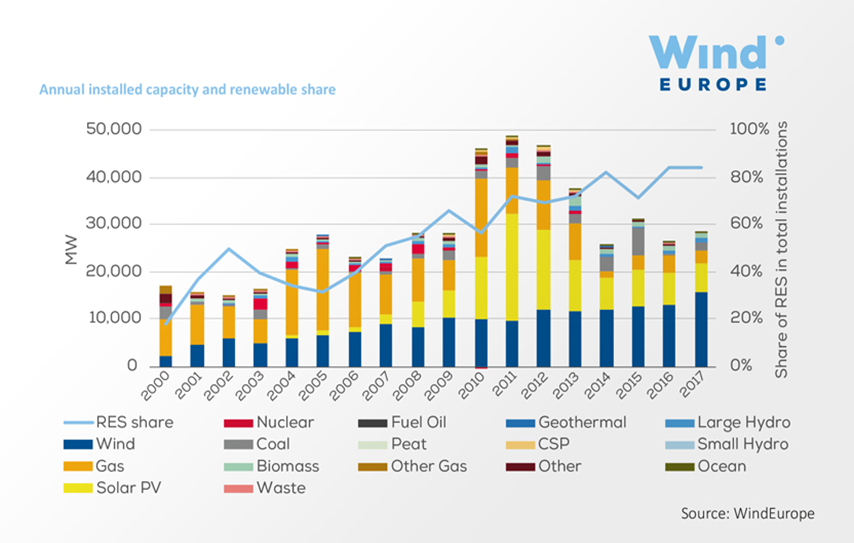 Wind
EUROPE
Annual installed capacity and renewable share
50,000
40,000
30,000
20,000
10,000
0
MW
100%
80%
60%
40%
20%
0%
Share of RES in total installations
2000 2001 2002 2003 2004 2005 2006 2007 2008 2009 2010 2011 2012 2013 2014 2015 2016 2017
RES share Nuclear Fuel Oil Geothermal Large Hydro
Wind Coal Peat CSP Small Hydro
Gas Biomass Other Gas Other Ocean
Solar PV Waste
Source: WindEurope